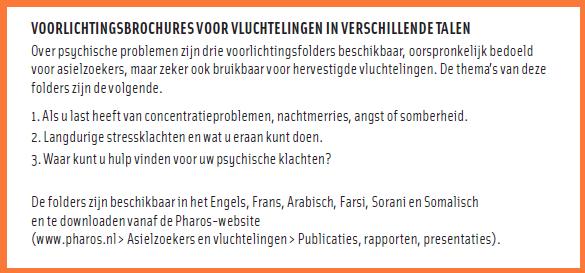 VOORLICHTINGSBROCHURES VOOR VLUCHTELINGEN IN VERSCHILLENDE TALEN
Over psychische problemen zijn drie voorlichtingsfolders beschikbaar, oorspronkelijk bedoeld
voor asielzoekers, maar zeker ook bruikbaar voor hervestigde vluchtelingen. De thema's van deze
folders zijn de volgende.
1. Als u last heeft van concentratieproblemen, nachtmerries, angst of somberheid.
2. Langdurige stressklachten en wat u eraan kunt doen.
3. Waar kunt u hulp vinden voor uw psychische klachten?
De folders zijn beschikbaar in het Engels, Frans, Arabisch, Farsi, Sorani en Somalisch
en te downloaden vanaf de Pharos-website
(www.pharos.nl > Asielzoekers en vluchtelingen > Publicaties, rapporten, presentaties).